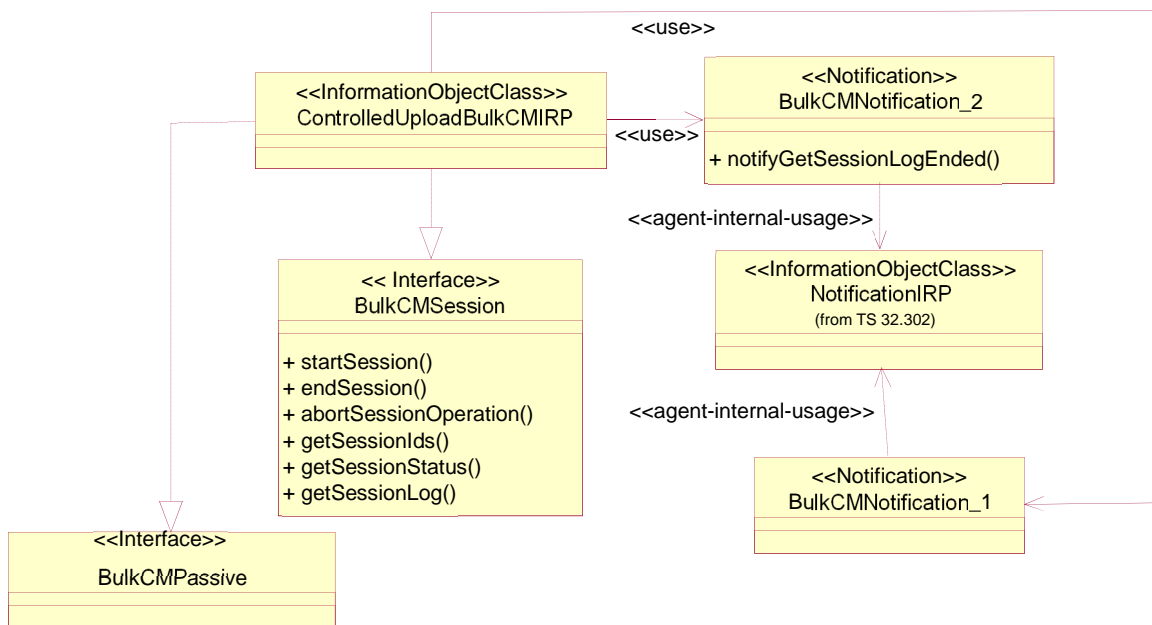 <<use>>
<<InformationObjectClass>>
ControlledUploadBulkCMIRP
<<use>>
<<Notification>>
BulkCMNotification_2
+ notifyGetSessionLogEnded()
<<agent-internal-usage>>
<< Interface>>
BulkCMSession
+ startSession()
+ endSession()
+ abortSessionOperation()
+ getSessionIds()
+ getSessionStatus()
+ getSessionLog()
<<InformationObjectClass>>
NotificationIRP
(from TS 32.302)
<<agent-internal-usage>>
<<Notification>>
BulkCMNotification_1
<<Interface>>
BulkCMPassive